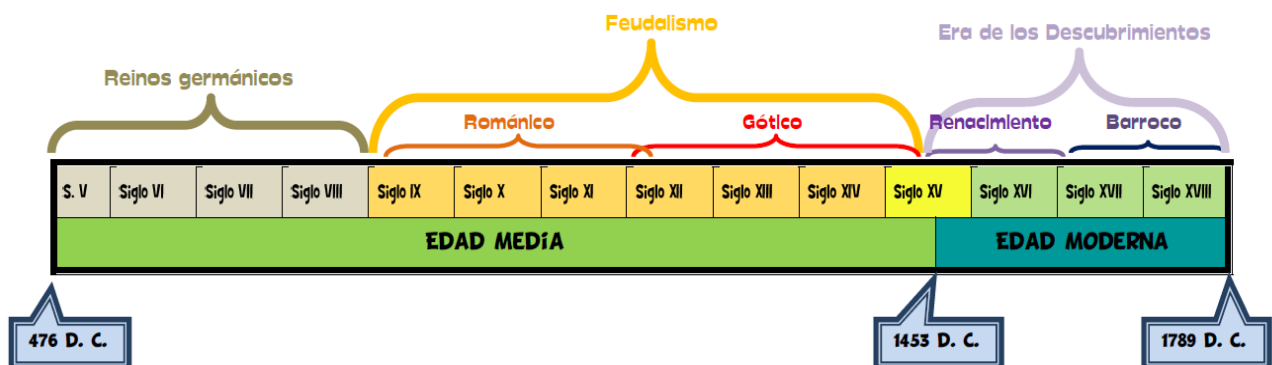 Feudalismo
Era de los Descubrimientos
Reinos germánicos
Románico
Gótico
Renacimiento
Barroco
S. V
Siglo VI
Siglo VII
Siglo VIII
Siglo IX
Siglo X
Siglo XI
Siglo XII
Siglo XIII
Siglo XIV
Siglo XV
Siglo XVI
Siglo XVII
Siglo XVIII
EDAD MEDÍA
EDAD MODERNA
476 D. C.
1453 D. C.
1789 D. C.